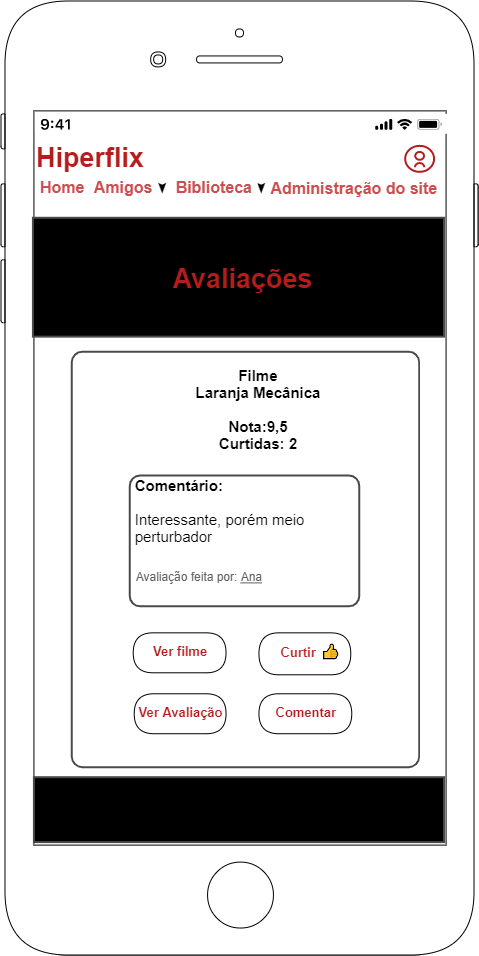 9:41
Hiperflix
Home Amigos Biblioteca Administração do site
Avaliações
Filme
Laranja Mecânica
Nota:9,5
Curtidas: 2
Comentário:
Interessante, porém meio
perturbador
Avaliação feita por: Ana
Ver filme
Curtir 👍
Ver Avaliação
Comentar